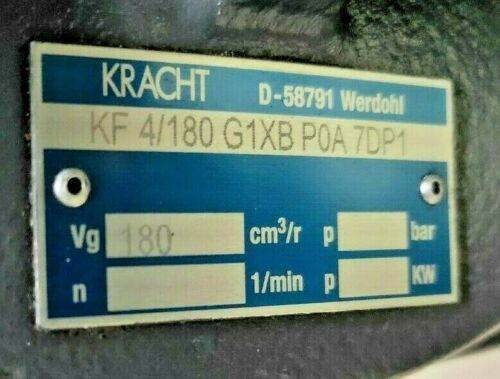 KRACHT D-58791 Werdohl
KF 4/180 G1XB P0A 7DP1
Vg 180 cm³/r p bar
n 1/min p KW